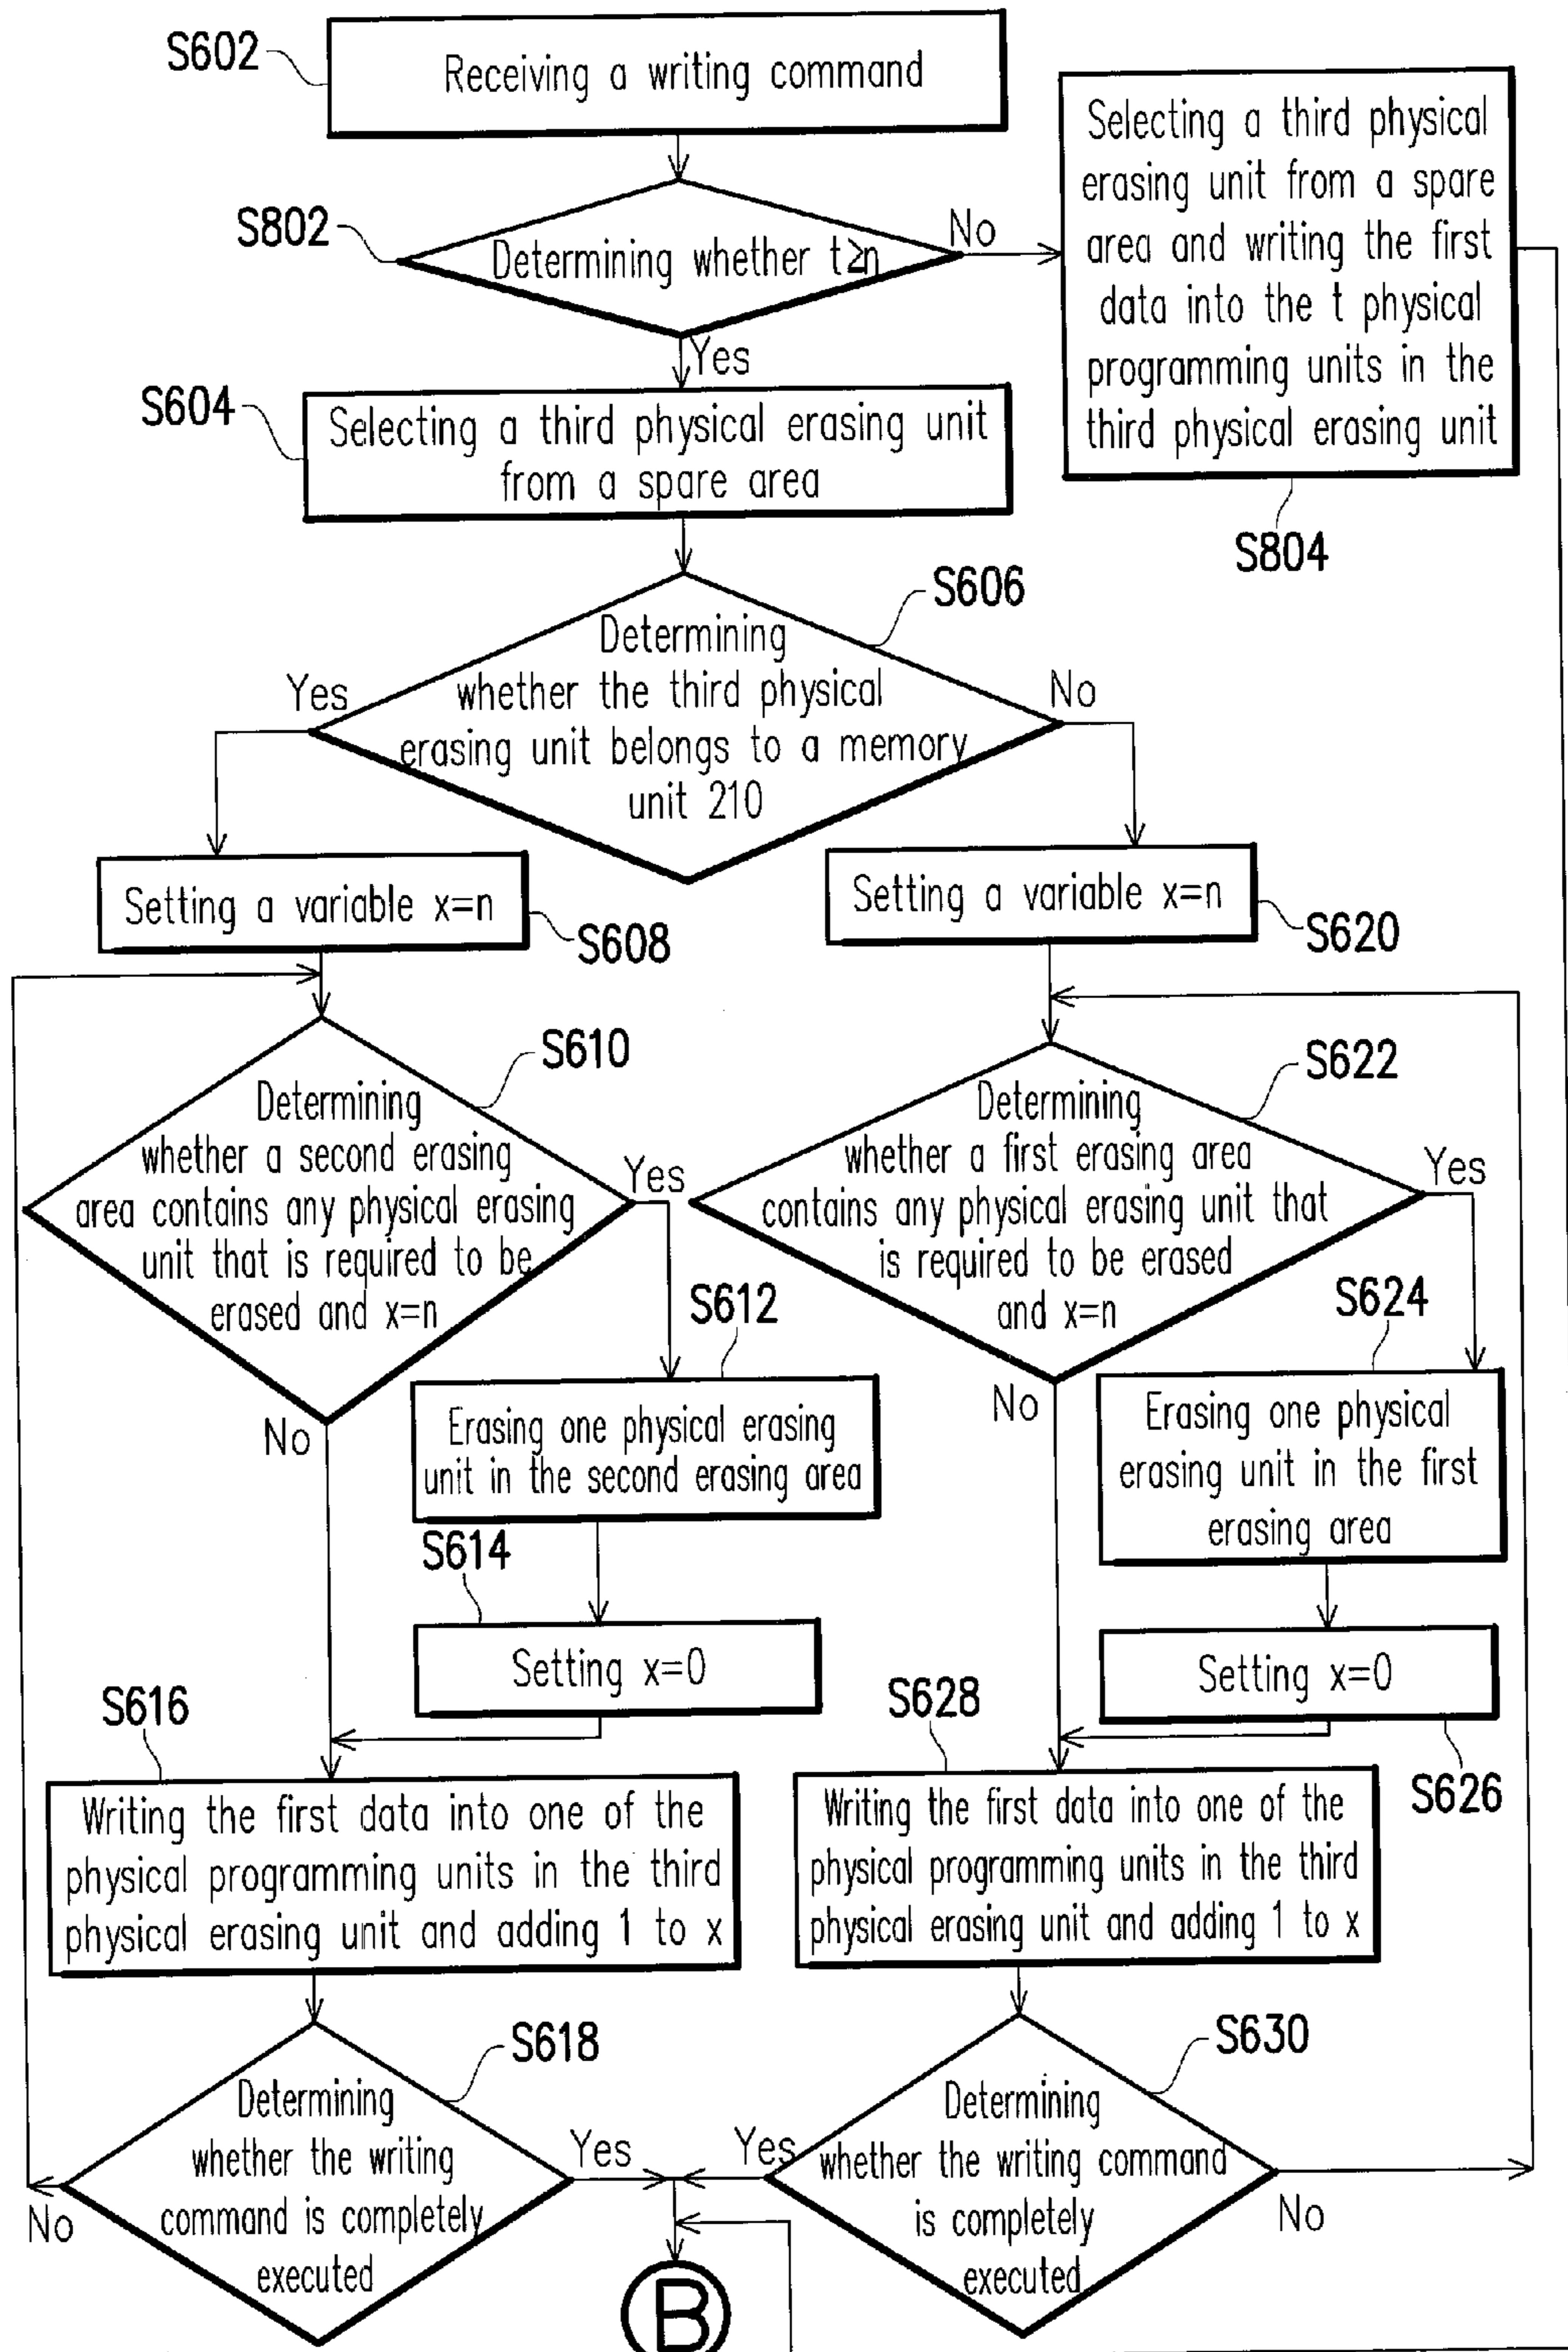 S602
Receiving a writing command
S802
Determining whether t≥n
No
Yes
Selecting a third physical
erasing unit from a spare
area and writing the first
data into the t physical
programming units in the
third physical erasing unit
S804
S604
Selecting a third physical erasing unit
from a spare area
S606
Determining
whether the third physical
erasing unit belongs to a memory
unit 210
Yes
No
Setting a variable x=n
S608
Setting a variable x=n
S620
S610
Determining
whether a second erasing
area contains any physical erasing
unit that is required to be
erased and x=n
Yes
No
S622
Determining
whether a first erasing area
contains any physical erasing unit that
is required to be erased
and x=n
Yes
No
S612
Erasing one physical erasing
unit in the second erasing area
S624
Erasing one physical
erasing unit in the first
erasing area
S614
Setting x=0
Setting x=0
S626
S616
Writing the first data into one of the
physical programming units in the third
physical erasing unit and adding 1 to x
S628
Writing the first data into one of the
physical programming units in the third
physical erasing unit and adding 1 to x
S618
Determining
whether the writing
command is completely
executed
Yes
No
S630
Determining
whether the writing command
is completely
executed
Yes
No
B